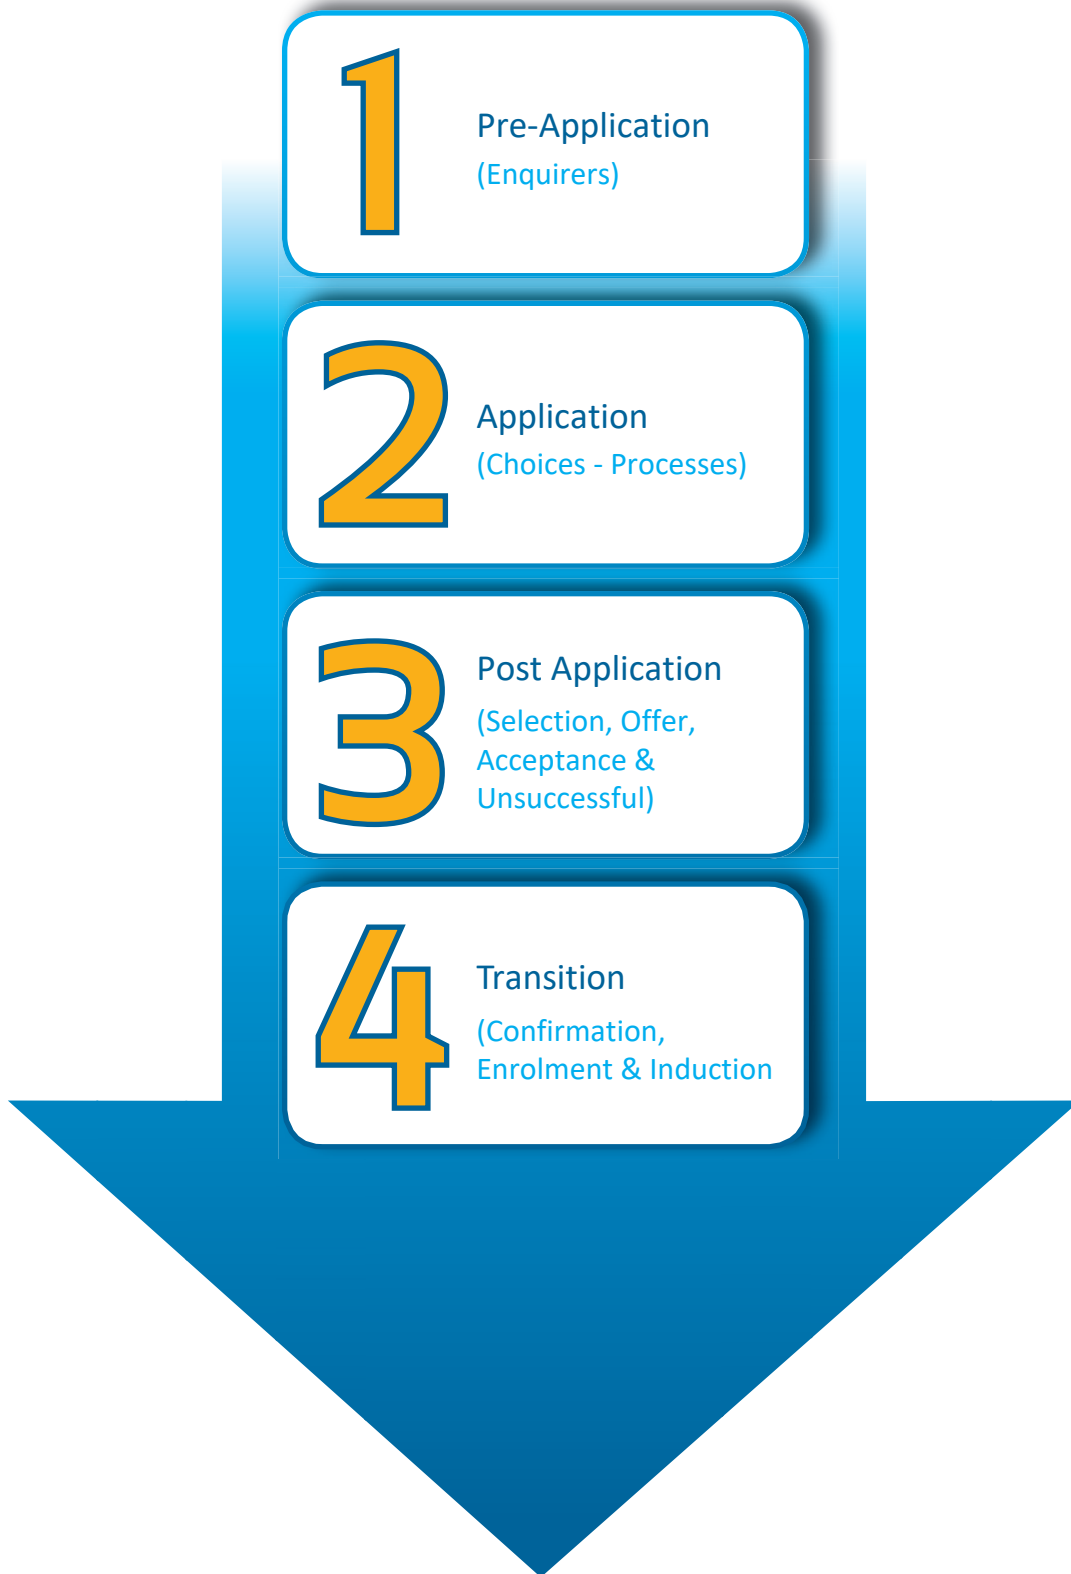 1
Pre-Application
(Enquirers)
2
Application
(Choices - Processes)
3
Post Application
(Selection, Offer,
Acceptance &
Unsuccessful)
4
Transition
(Confirmation,
Enrolment & Induction